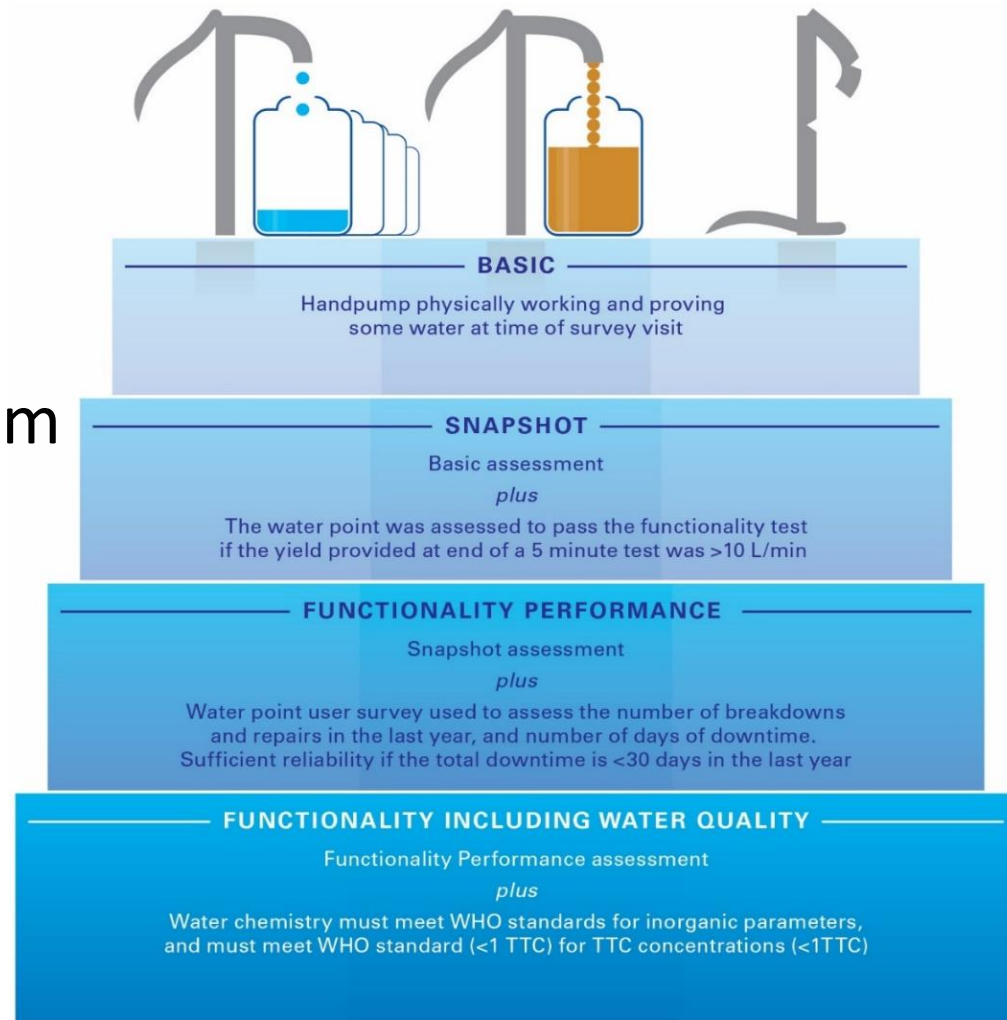 BASIC
Handpump physically working and proving
some water at time of survey visit
m
SNAPSHOT
Basic assessment
plus
The water point was assessed to pass the functionality test
if the yield provided at end of a 5 minute test was >10 L/min
FUNCTIONALITY PERFORMANCE
Snapshot assessment
plus
Water point user survey used to assess the number of breakdowns
and repairs in the last year, and number of days of downtime.
Sufficient reliability if the total downtime is <30 days in the last year
FUNCTIONALITY INCLUDING WATER QUALITY
Functionality Performance assessment
plus
Water chemistry must meet WHO standards for inorganic parameters,
and must meet WHO standard (<1 TTC) for TTC concentrations (<1TTC)